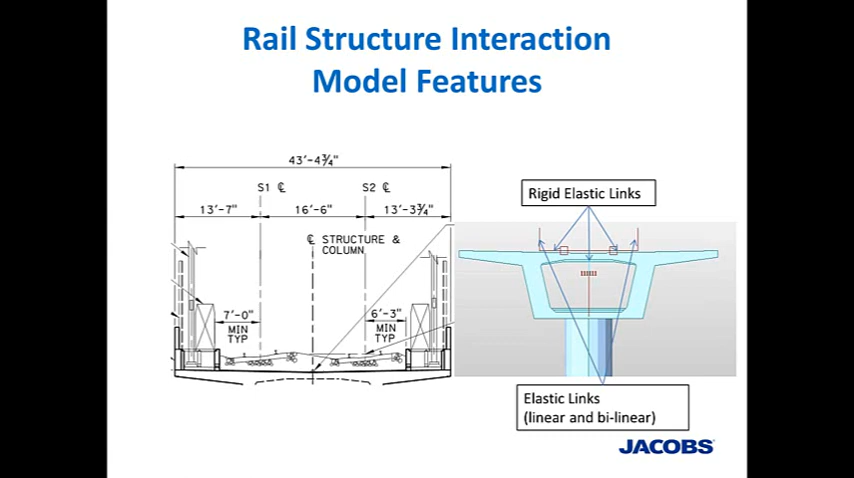 Rail Structure Interaction
Model Features
43'-4¾"
S1 ℄
S2 ℄
13'-7"
16'-6"
13'-3¾"
℄ STRUCTURE &
COLUMN
7'-0"
MIN
TYP
6'-3"
MIN
TYP
Rigid Elastic Links
Elastic Links
(linear and bi-linear)
JACOBS